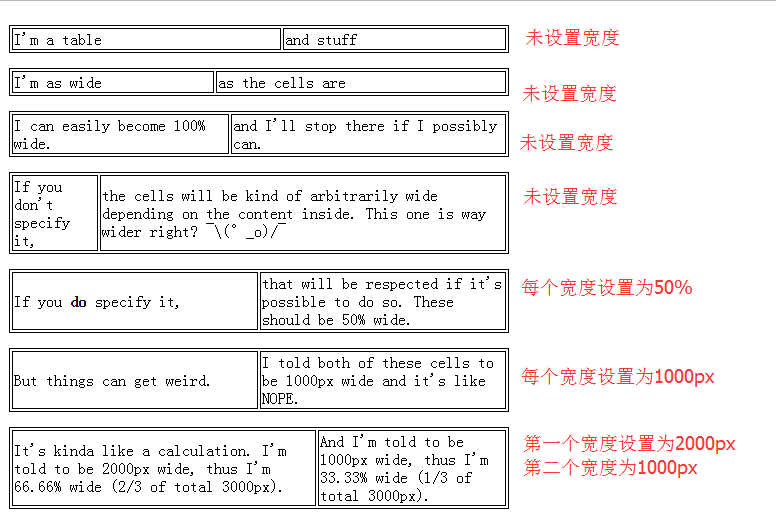 I'm a table and stuff 未设置宽度
I'm as wide as the cells are 未设置宽度
I can easily become 100%
wide.
and I'll stop there if I possibly
can.
未设置宽度
If you
don't
specify
it,
the cells will be kind of arbitrarily wide
depending on the content inside. This one is way
wider right? ¯\(°_o)/¯
未设置宽度
If you do specify it,
that will be respected if it's
possible to do so. These
should be 50% wide.
每个宽度设置为50%
But things can get weird.
I told both of these cells to
be 1000px wide and it's like
NOPE.
每个宽度设置为1000px
It's kinda like a calculation. I'm
told to be 2000px wide, thus I'm
66.66% wide (2/3 of total 3000px).
And I'm told to be
1000px wide, thus I'm
33.33% wide (1/3 of
total 3000px).
第一个宽度设置为2000px
第二个宽度为1000px